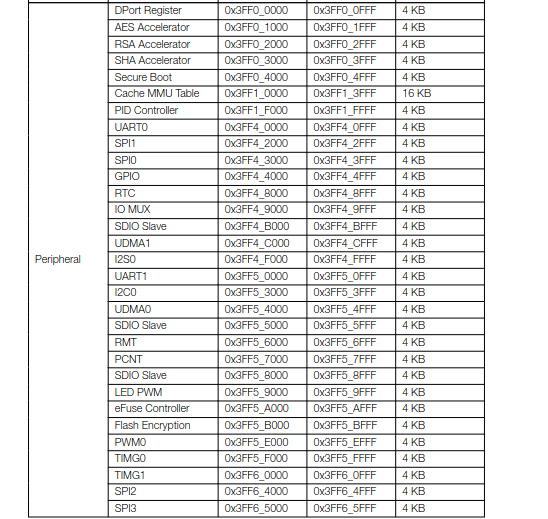 DPort Register 0x3FF0_0000 0x3FF0_0FFF 4 KB
AES Accelerator 0x3FF0_1000 0x3FF0_1FFF 4 KB
RSA Accelerator 0x3FF0_2000 0x3FF0_2FFF 4 KB
SHA Accelerator 0x3FF0_3000 0x3FF0_3FFF 4 KB
Secure Boot 0x3FF0_4000 0x3FF0_4FFF 4 KB
Cache MMU Table 0x3FF1_0000 0x3FF1_3FFF 16 KB
PID Controller 0x3FF1_F000 0x3FF1_FFFF 4 KB
UART0 0x3FF4_0000 0x3FF4_0FFF 4 KB
SPI1 0x3FF4_2000 0x3FF4_2FFF 4 KB
SPI0 0x3FF4_3000 0x3FF4_3FFF 4 KB
GPIO 0x3FF4_4000 0x3FF4_4FFF 4 KB
RTC 0x3FF4_8000 0x3FF4_8FFF 4 KB
IO MUX 0x3FF4_9000 0x3FF4_9FFF 4 KB
SDIO Slave 0x3FF4_B000 0x3FF4_BFFF 4 KB
UDMA1 0x3FF4_C000 0x3FF4_CFFF 4 KB
Peripheral I2S0 0x3FF4_F000 0x3FF4_FFFF 4 KB
UART1 0x3FF5_0000 0x3FF5_0FFF 4 KB
I2C0 0x3FF5_3000 0x3FF5_3FFF 4 KB
UDMA0 0x3FF5_4000 0x3FF5_4FFF 4 KB
SDIO Slave 0x3FF5_5000 0x3FF5_5FFF 4 KB
RMT 0x3FF5_6000 0x3FF5_6FFF 4 KB
PCNT 0x3FF5_7000 0x3FF5_7FFF 4 KB
SDIO Slave 0x3FF5_8000 0x3FF5_8FFF 4 KB
LED PWM 0x3FF5_9000 0x3FF5_9FFF 4 KB
eFuse Controller 0x3FF5_A000 0x3FF5_AFFF 4 KB
Flash Encryption 0x3FF5_B000 0x3FF5_BFFF 4 KB
PWM0 0x3FF5_E000 0x3FF5_EFFF 4 KB
TIMG0 0x3FF5_F000 0x3FF5_FFFF 4 KB
TIMG1 0x3FF6_0000 0x3FF6_0FFF 4 KB
SPI2 0x3FF6_4000 0x3FF6_4FFF 4 KB
SPI3 0x3FF6_5000 0x3FF6_5FFF 4 KB